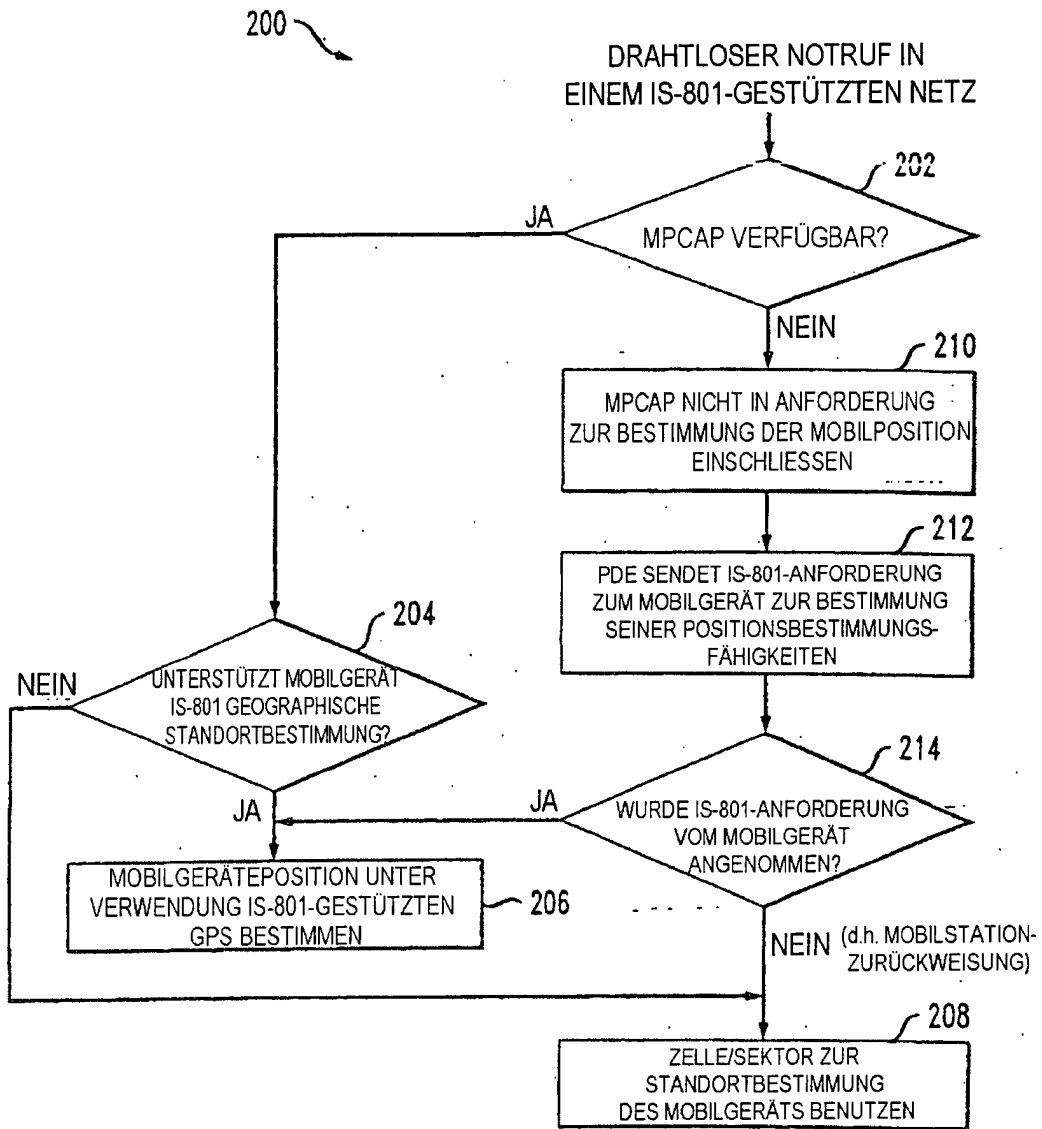 200
DRAHTLOSER NOTRUF IN
EINEM IS-801-GESTÜTZTEN NETZ
202
JA
MPCAP VERFÜGBAR?
NEIN
210
MPCAP NICHT IN ANFORDERUNG
ZUR BESTIMMUNG DER MOBILPOSITION
EINSCHLIESSEN
212
PDE SENDET IS-801-ANFORDERUNG
ZUM MOBILGERÄT ZUR BESTIMMUNG
SEINER POSITIONSBESTIMMUNGS-
FÄHIGKEITEN
204
NEIN
UNTERSTÜTZT MOBILGERÄT
IS-801 GEOGRAPHISCHE
STANDORTBESTIMMUNG?
JA
214
JA
WURDE IS-801-ANFORDERUNG
VOM MOBILGERÄT
ANGENOMMEN?
MOBILGERÄTEPOSITION UNTER
VERWENDUNG IS-801-GESTÜTZTEN
GPS BESTIMMEN
206
NEIN (d.h. MOBILSTATION-
ZURÜCKWEISUNG)
208
ZELLE/SEKTOR ZUR
STANDORTBESTIMMUNG
DES MOBILGERÄTS BENUTZEN